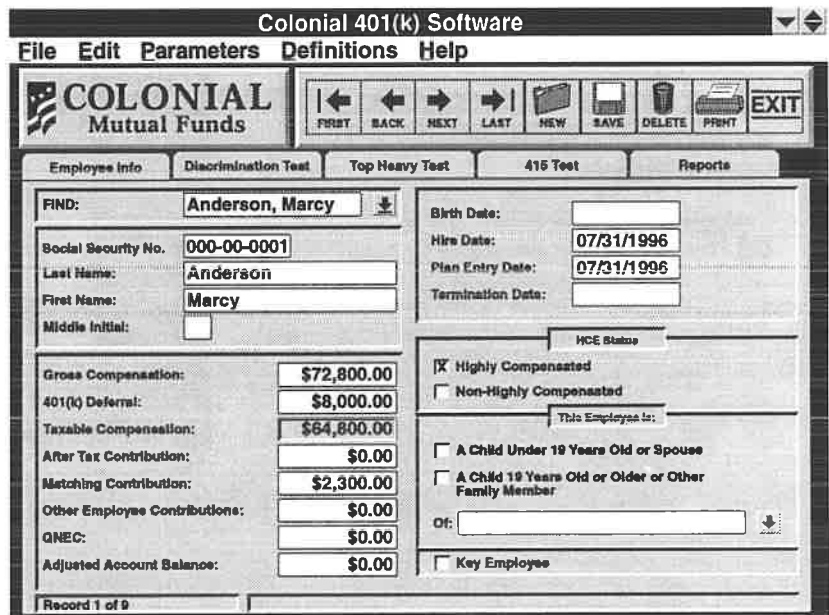 Colonial 401(k) Software
File Edit Parameters Definitions Help
COLONIAL
Mutual Funds
FIRST BACK NEXT LAST NEW SAVE DELETE PRINT EXIT
Employee Info Discrimination Test Top Heavy Test 415 Test Reports
FIND: Anderson, Marcy
Social Security No. 000-00-0001
Last Name: Anderson
First Name: Marcy
Middle Initial:
Gross Compensation: $72,800.00
401(k) Deferral: $8,000.00
Taxable Compensation: $64,800.00
After Tax Contribution: $0.00
Matching Contribution: $2,300.00
Other Employee Contributions: $0.00
QNEC: $0.00
Adjusted Account Balance: $0.00
Birth Date:
Hire Date: 07/31/1996
Plan Entry Date: 07/31/1996
Termination Date:
HCE Status
Highly Compensated
Non-Highly Compensated
This Employee is:
A Child Under 19 Years Old or Spouse
A Child 19 Years Old or Older or Other
Family Member
Of:
Key Employee
Record 1 of 9